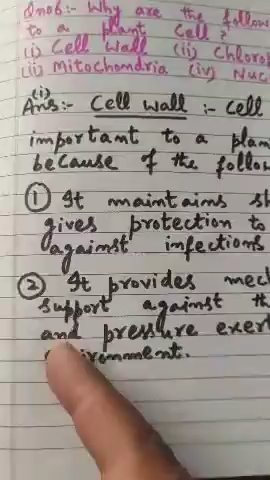 Qno6:- Why are the follow
to a plant cell?
(i) Cell Wall (ii) Chloro
(iii) Mitochondria (iv) Nuc
(i)
Ans:- Cell wall :- Cell
important to a plan
because of the follow
① It maintains sh
gives protection to
against infections
② It provides mec
support against th
and pressure exer